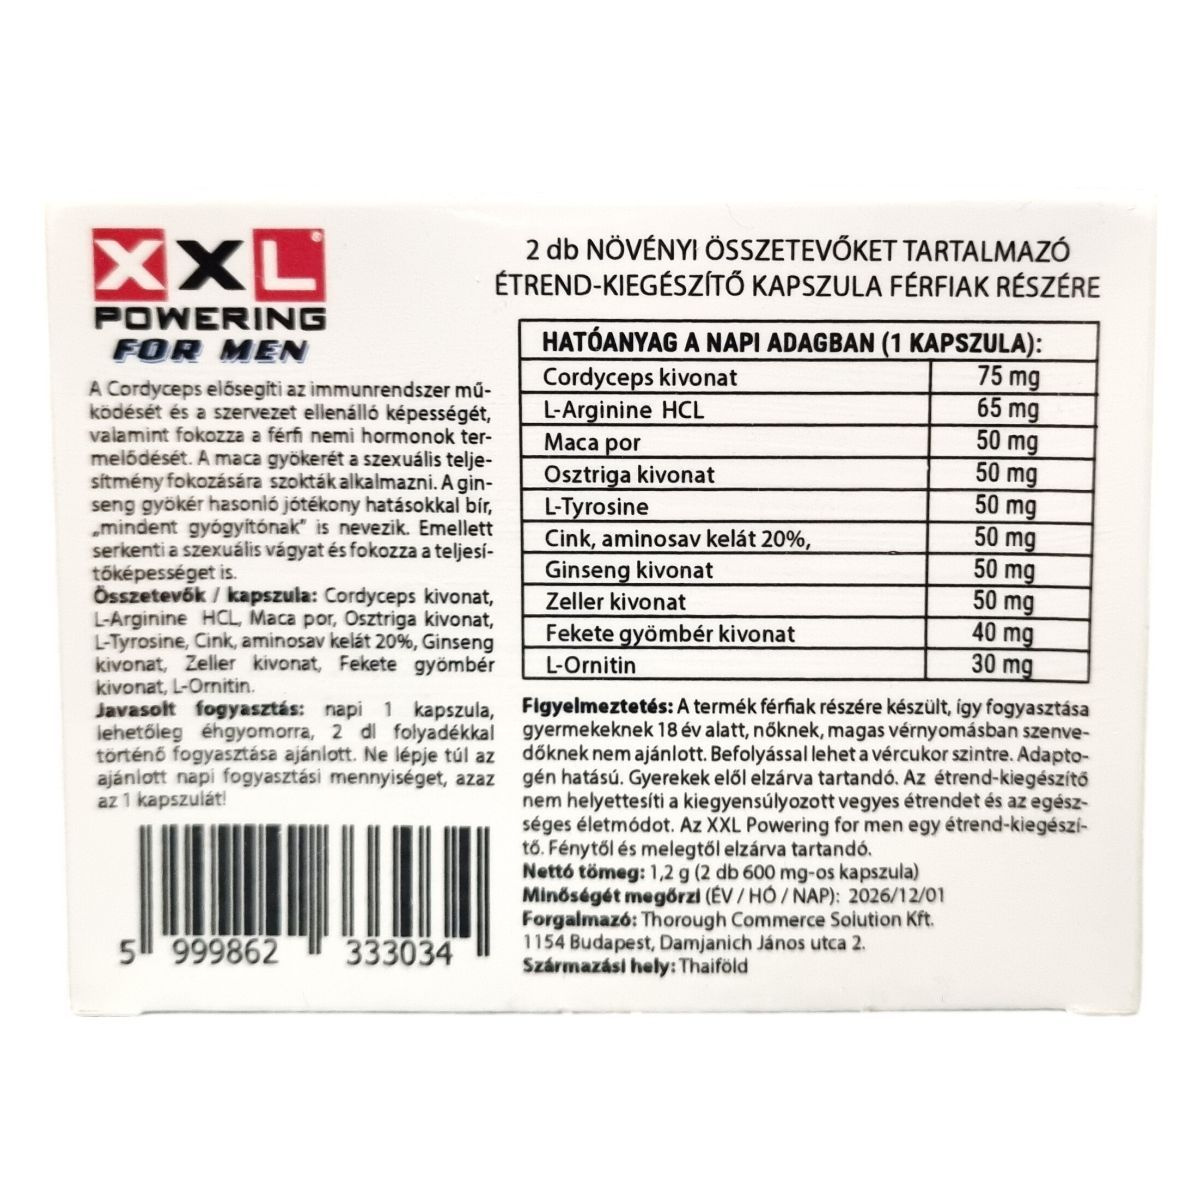 XXL®
POWERING
FOR MEN
A Cordyceps elősegíti az immunrendszer mű-
ködését és a szervezet ellenálló képességét,
valamint fokozza a férfi nemi hormonok ter-
melődését. A maca gyökerét a szexuális telje-
sítmény fokozására szokták alkalmazni. A gin-
seng gyökér hasonló jótékony hatásokkal bír,
„mindent gyógyítónak” is nevezik. Emellett
serkenti a szexuális vágyat és fokozza a teljesí-
tőképességet is.
Összetevők / kapszula: Cordyceps kivonat,
L-Arginine HCL, Maca por, Osztriga kivonat,
L-Tyrosine, Cink, aminosav kelát 20%, Ginseng
kivonat, Zeller kivonat, Fekete gyömbér
kivonat, L-Ornitin.
Javasolt fogyasztás: napi 1 kapszula,
lehetőleg éhgyomorra, 2 dl folyadékkal
történő fogyasztása ajánlott. Ne lépje túl az
ajánlott napi fogyasztási mennyiséget, azaz
az 1 kapszulát!
5 999862 333034
2 db NÖVÉNYI ÖSSZETEVŐKET TARTALMAZÓ
ÉTREND-KIEGÉSZÍTŐ KAPSZULA FÉRFIAK RÉSZÉRE
HATÓANYAG A NAPI ADAGBAN (1 KAPSZULA):
Cordyceps kivonat 75 mg
L-Arginine HCL 65 mg
Maca por 50 mg
Osztriga kivonat 50 mg
L-Tyrosine 50 mg
Cink, aminosav kelát 20%, 50 mg
Ginseng kivonat 50 mg
Zeller kivonat 50 mg
Fekete gyömbér kivonat 40 mg
L-Ornitin 30 mg
Figyelmeztetés: A termék férfiak részére készült, így fogyasztása
gyermekeknek 18 év alatt, nőknek, magas vérnyomásban szenve-
dőknek nem ajánlott. Befolyással lehet a vércukor szintre. Adapto-
gén hatású. Gyerekek elől elzárva tartandó. Az étrend-kiegészítő
nem helyettesíti a kiegyensúlyozott vegyes étrendet és az egész-
séges életmódot. Az XXL Powering for men egy étrend-kiegészí-
tő. Fénytől és melegtől elzárva tartandó.
Nettó tömeg: 1,2 g (2 db 600 mg-os kapszula)
Minőségét megőrzi (ÉV / HÓ / NAP): 2026/12/01
Forgalmazó: Thorough Commerce Solution Kft.
1154 Budapest, Damjanich János utca 2.
Származási hely: Thaiföld